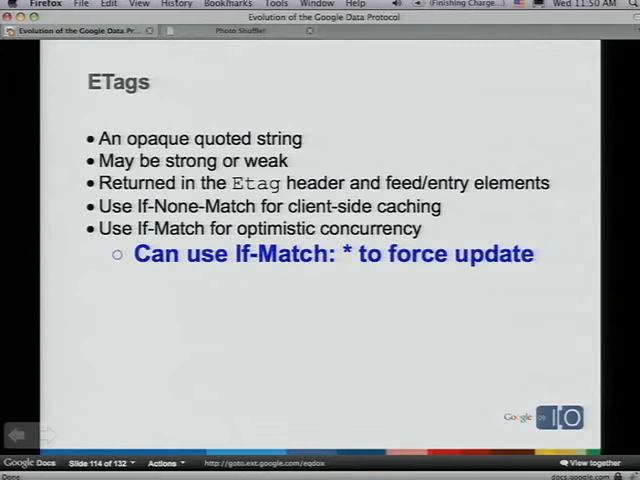 Firefox File Edit View History Bookmarks Tools Window Help (Finishing Charge... Wed 11:50 AM
Evolution of the Google Data Protocol
Evolution of the Google Data Pr... Photo Shuffler
ETags
• An opaque quoted string
• May be strong or weak
• Returned in the Etag header and feed/entry elements
• Use If-None-Match for client-side caching
• Use If-Match for optimistic concurrency
○ Can use If-Match: * to force update
Google I/O
Google Docs Slide 114 of 132 Actions http://goto.ext.google.com/eqdox View together
Done docs.google.com